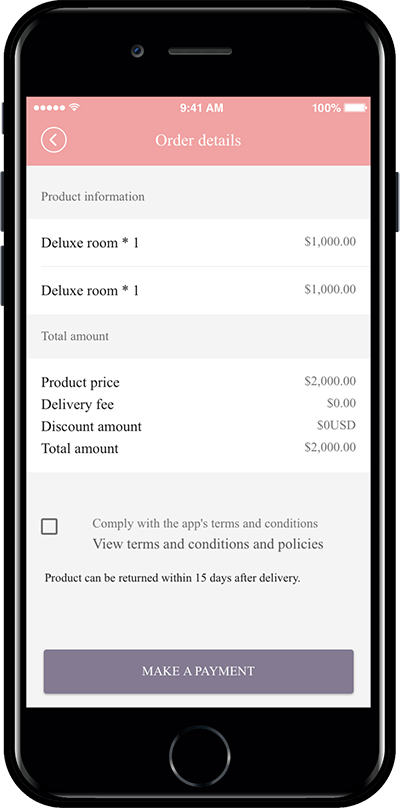 9:41 AM 100%
Order details
Product information
Deluxe room * 1 $1,000.00
Deluxe room * 1 $1,000.00
Total amount
Product price $2,000.00
Delivery fee $0.00
Discount amount $0USD
Total amount $2,000.00
Comply with the app's terms and conditions
View terms and conditions and policies
Product can be returned within 15 days after delivery.
MAKE A PAYMENT